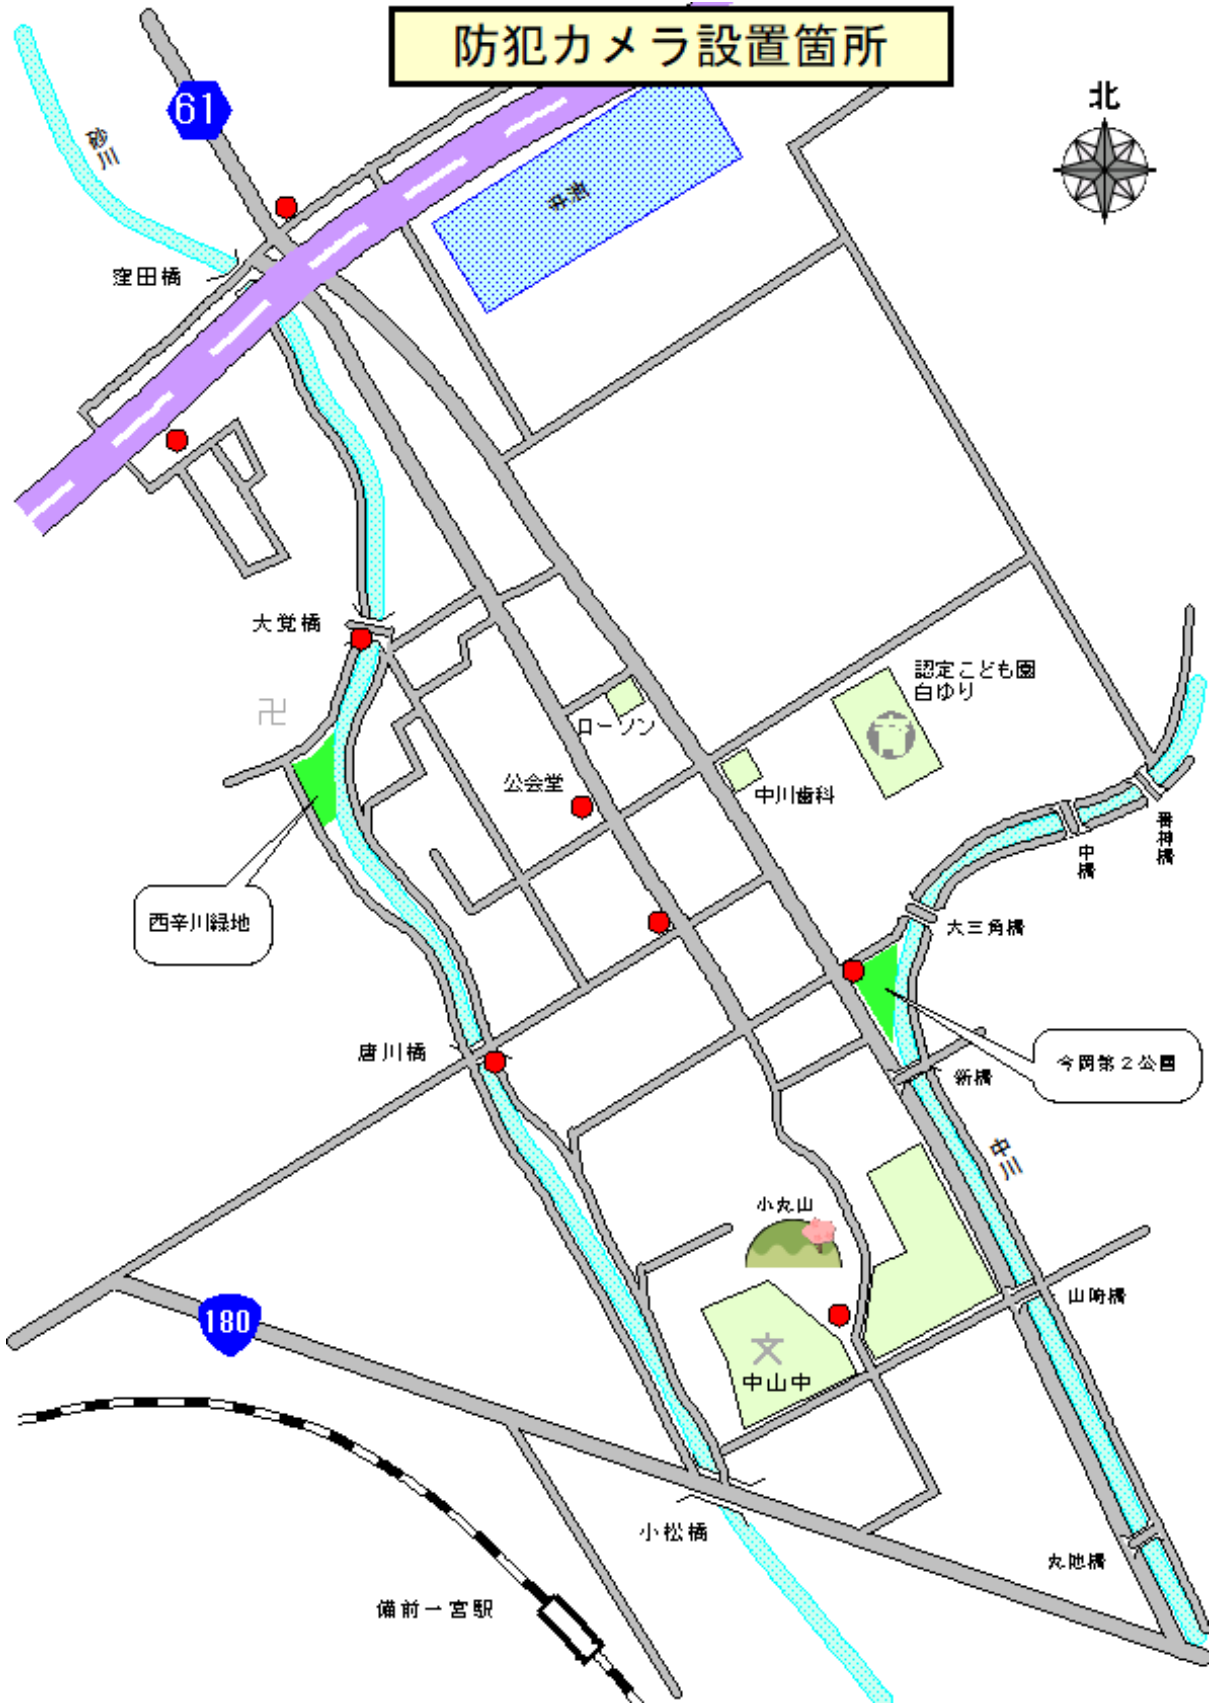 防犯カメラ設置箇所
61
北
砂川
窪田橋
大覚橋
認定こども園
白ゆり
ローソン
公会堂
中川歯科
番神橋
中橋
大三角橋
西辛川緑地
唐川橋
今岡第２公園
新橋
中川
小丸山
山崎橋
180
文
中山中
小松橋
丸池橋
備前一宮駅